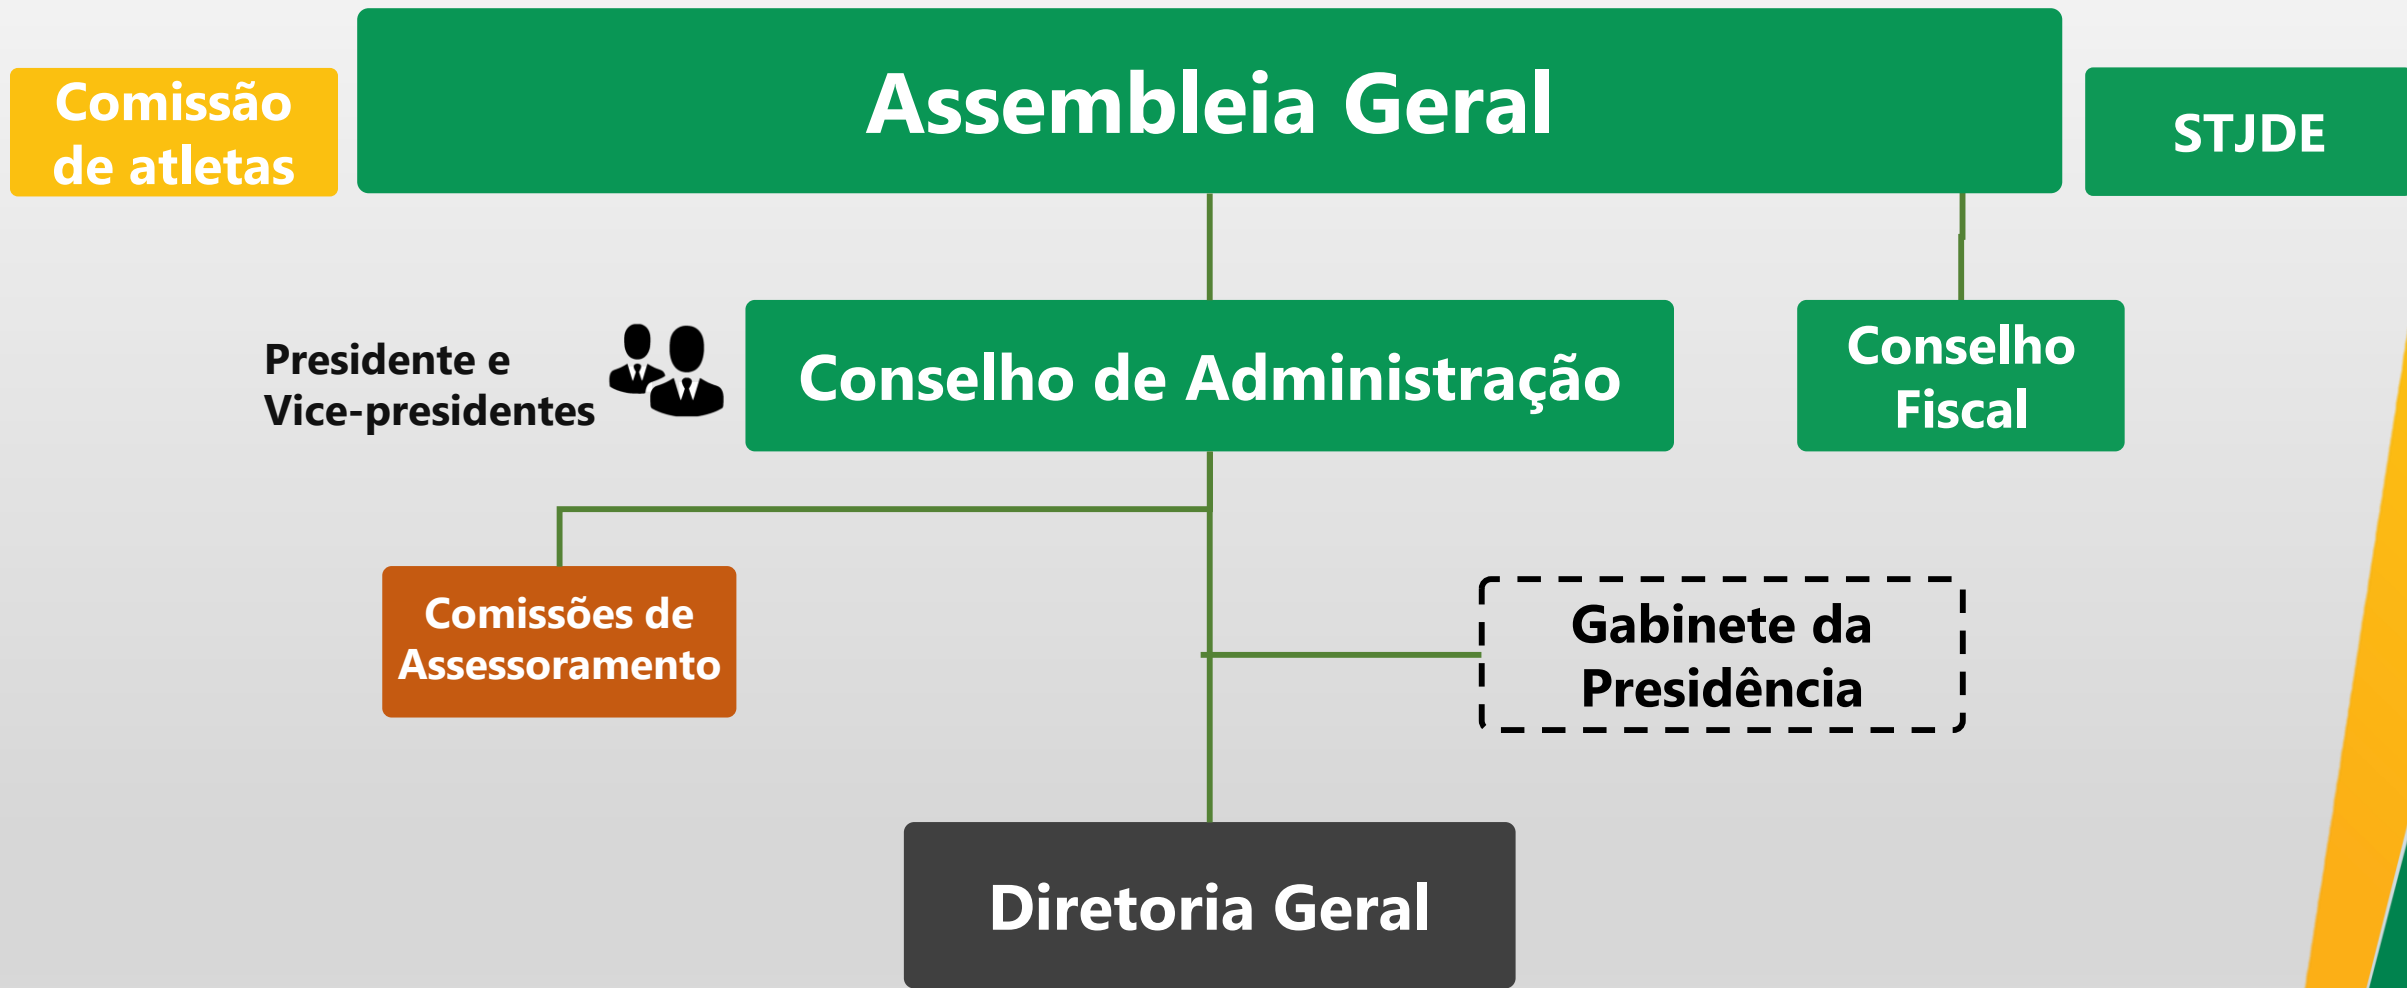 Assembleia Geral
Comissão
de atletas
STJDE
Presidente e
Vice-presidentes
Conselho de Administração
Conselho
Fiscal
Comissões de
Assessoramento
Gabinete da
Presidência
Diretoria Geral